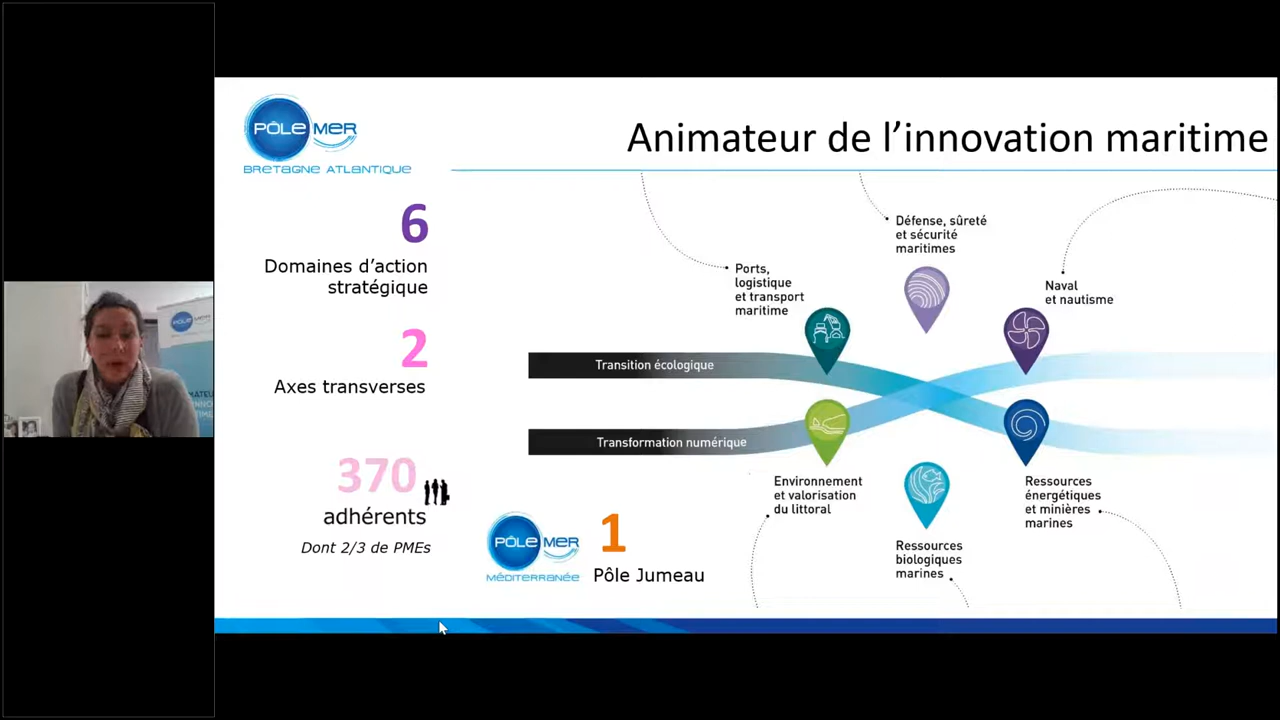 PÔLE MER
BRETAGNE ATLANTIQUE
Animateur de l’innovation maritime
6
Domaines d’action
stratégique
2
Axes transverses
370
adhérents
Dont 2/3 de PMEs
PÔLE MER
MÉDITERRANÉE
1
Pôle Jumeau
Ports,
logistique
et transport
maritime
Défense, sûreté
et sécurité
maritimes
Naval
et nautisme
Transition écologique
Transformation numérique
Environnement
et valorisation
du littoral
Ressources
biologiques
marines
Ressources
énergétiques
et minières
marines
PÔLE MER